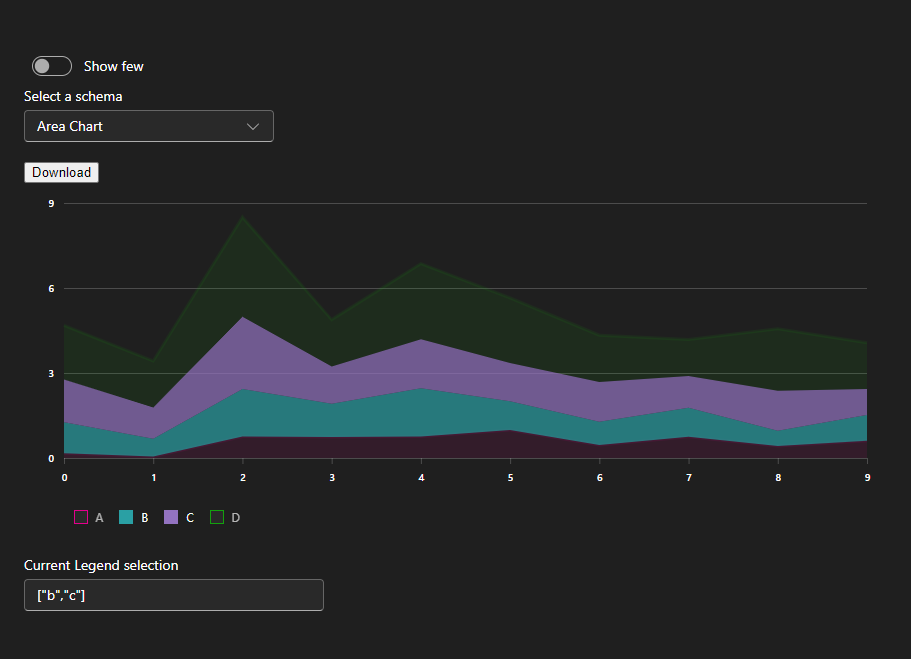 Show few
Select a schema
Area Chart
Download
9
6
3
0
0 1 2 3 4 5 6 7 8 9
A B C D
Current Legend selection
["b","c"]